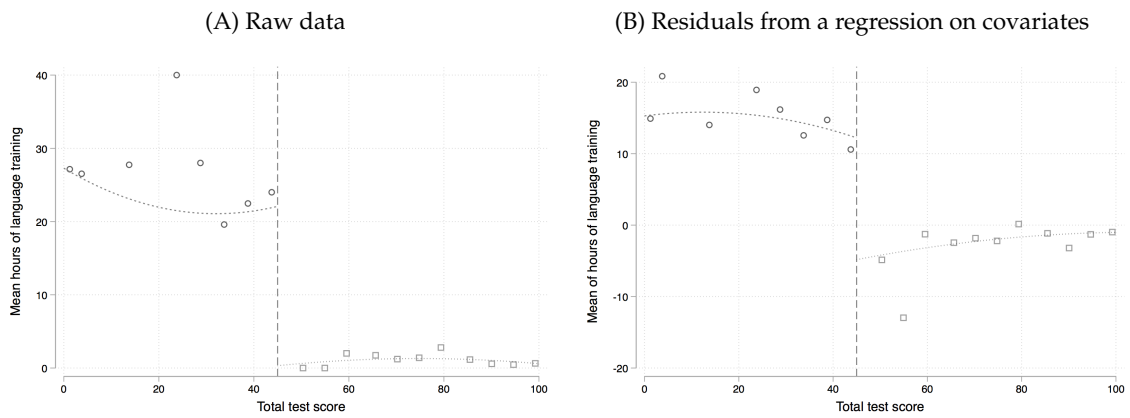 (A) Raw data
Mean hours of language training
40
30
20
10
0
0 20 40 60 80 100
Total test score
(B) Residuals from a regression on covariates
Mean of hours of language training
20
10
0
-10
-20
0 20 40 60 80 100
Total test score